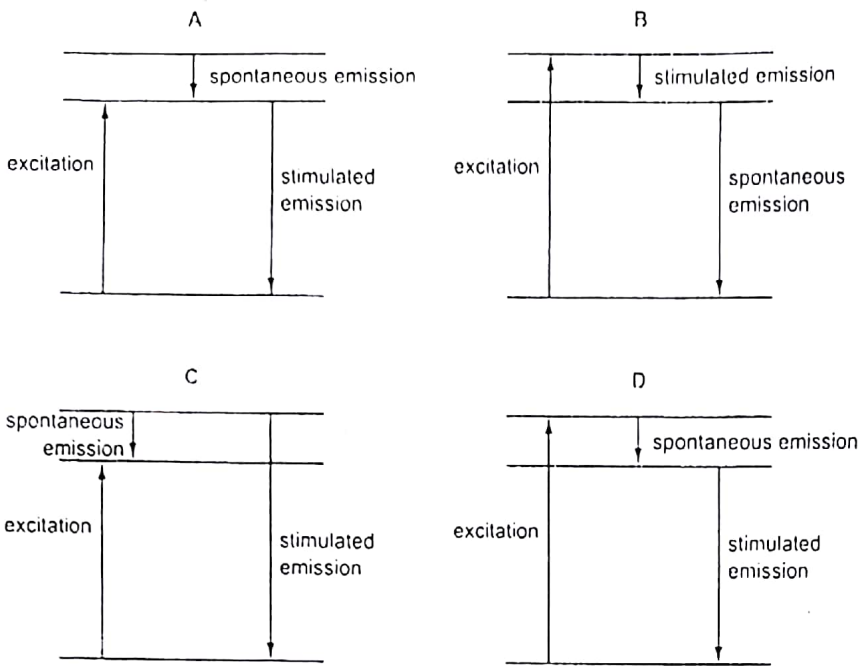 A
spontaneous emission
excitation
stimulated
emission
B
stimulated emission
excitation
spontaneous
emission
C
spontaneous
emission
excitation
stimulated
emission
D
spontaneous emission
excitation
stimulated
emission